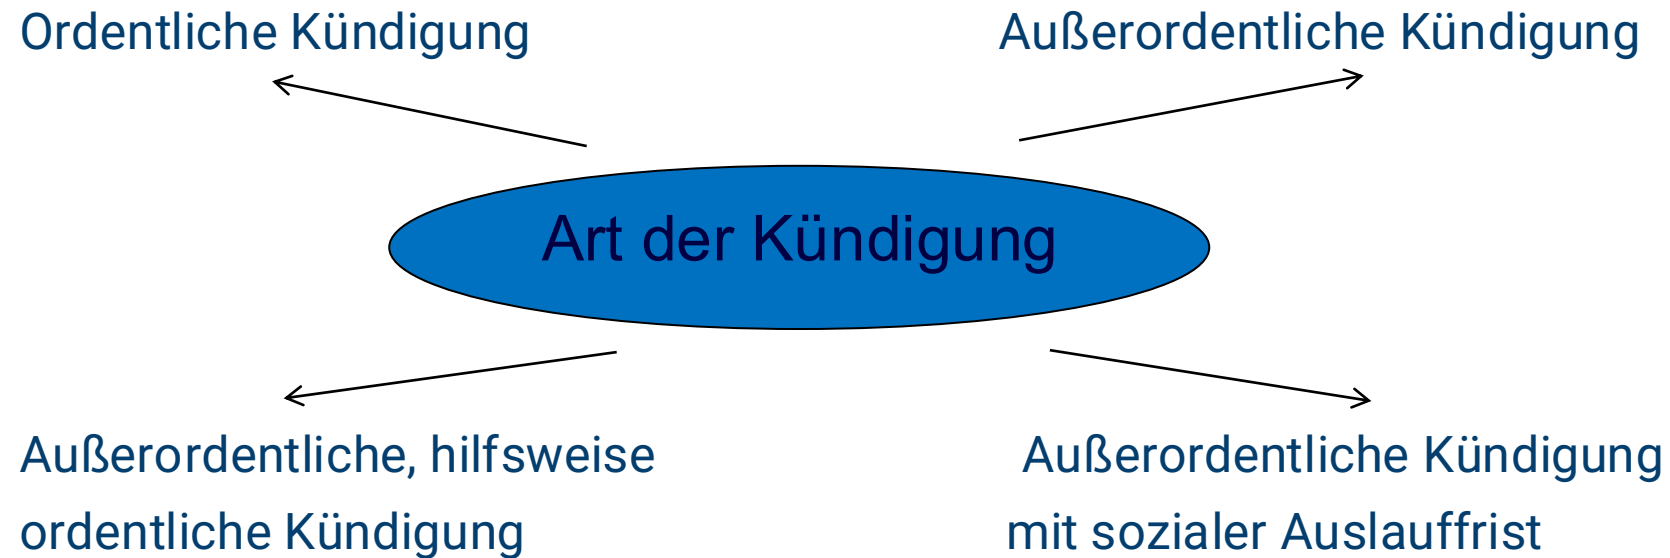 Ordentliche Kündigung
Außerordentliche Kündigung
Art der Kündigung
Außerordentliche, hilfsweise
ordentliche Kündigung
Außerordentliche Kündigung
mit sozialer Auslauffrist